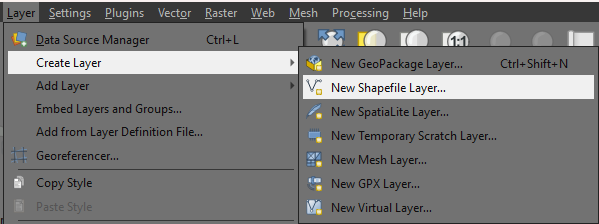 Layer Settings Plugins Vector Raster Web Mesh Processing Help
Data Source Manager Ctrl+L
Create Layer
Add Layer
Embed Layers and Groups...
Add from Layer Definition File...
Georeferencer...
Copy Style
Paste Style
1:1
New GeoPackage Layer... Ctrl+Shift+N
New Shapefile Layer...
New SpatiaLite Layer...
New Temporary Scratch Layer...
New Mesh Layer...
New GPX Layer...
New Virtual Layer...